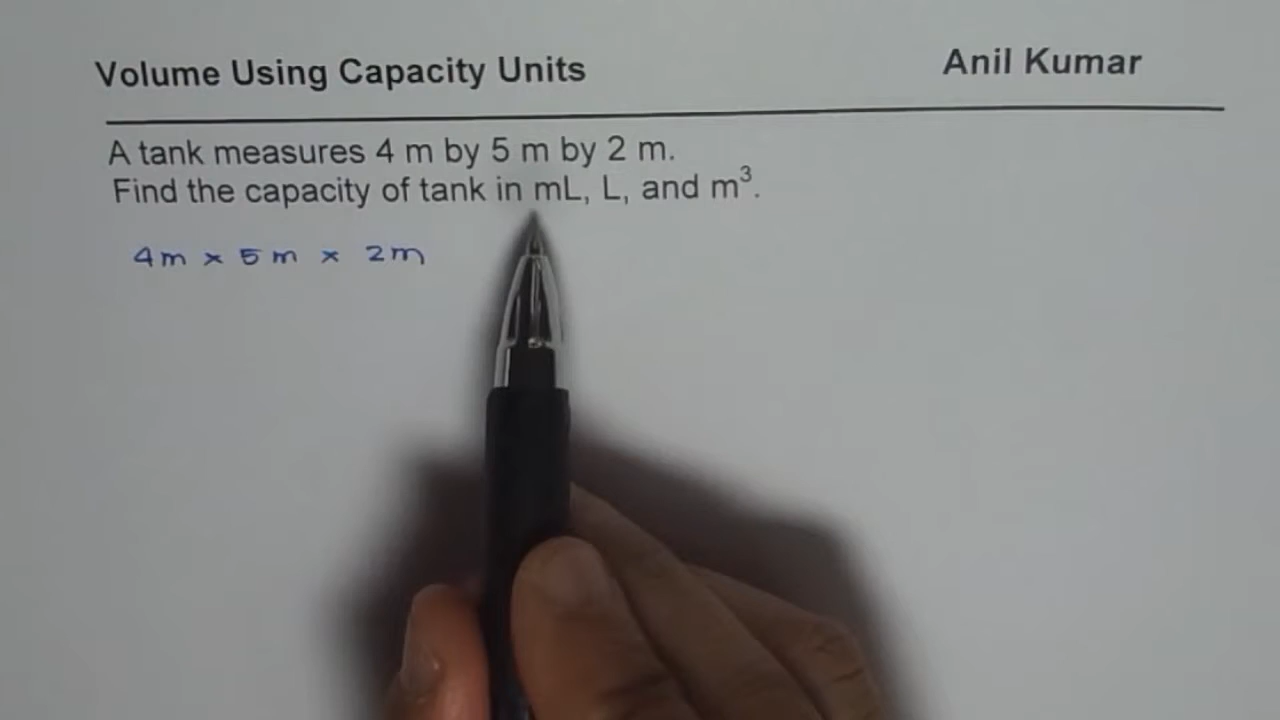 Volume Using Capacity Units Anil Kumar
A tank measures 4 m by 5 m by 2 m.
Find the capacity of tank in mL, L, and m³.
4m × 5m × 2m